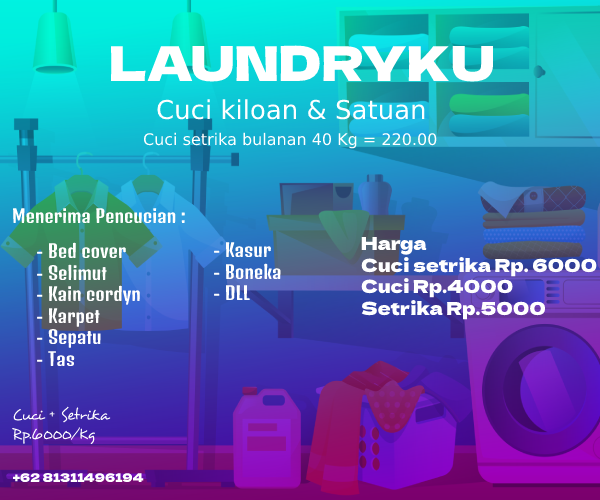 LAUNDRYKU
Cuci kiloan & Satuan
Cuci setrika bulanan 40 Kg = 220.00
Menerima Pencucian :
- Bed cover
- Selimut
- Kain cordyn
- Karpet
- Sepatu
- Tas
- Kasur
- Boneka
- DLL
Harga
Cuci setrika Rp. 6000
Cuci Rp.4000
Setrika Rp.5000
Cuci + Setrika
Rp.6000/Kg
+62 81311496194